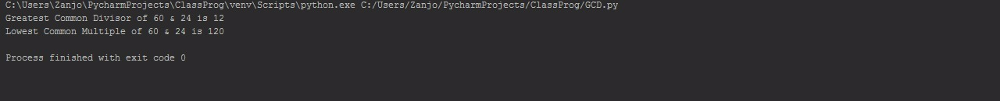 C:\Users\Zanjo\PycharmProjects\ClassProg\venv\Scripts\python.exe C:/Users/Zanjo/PycharmProjects/ClassProg/GCD.py
Greatest Common Divisor of 60 & 24 is 12
Lowest Common Multiple of 60 & 24 is 120
Process finished with exit code 0